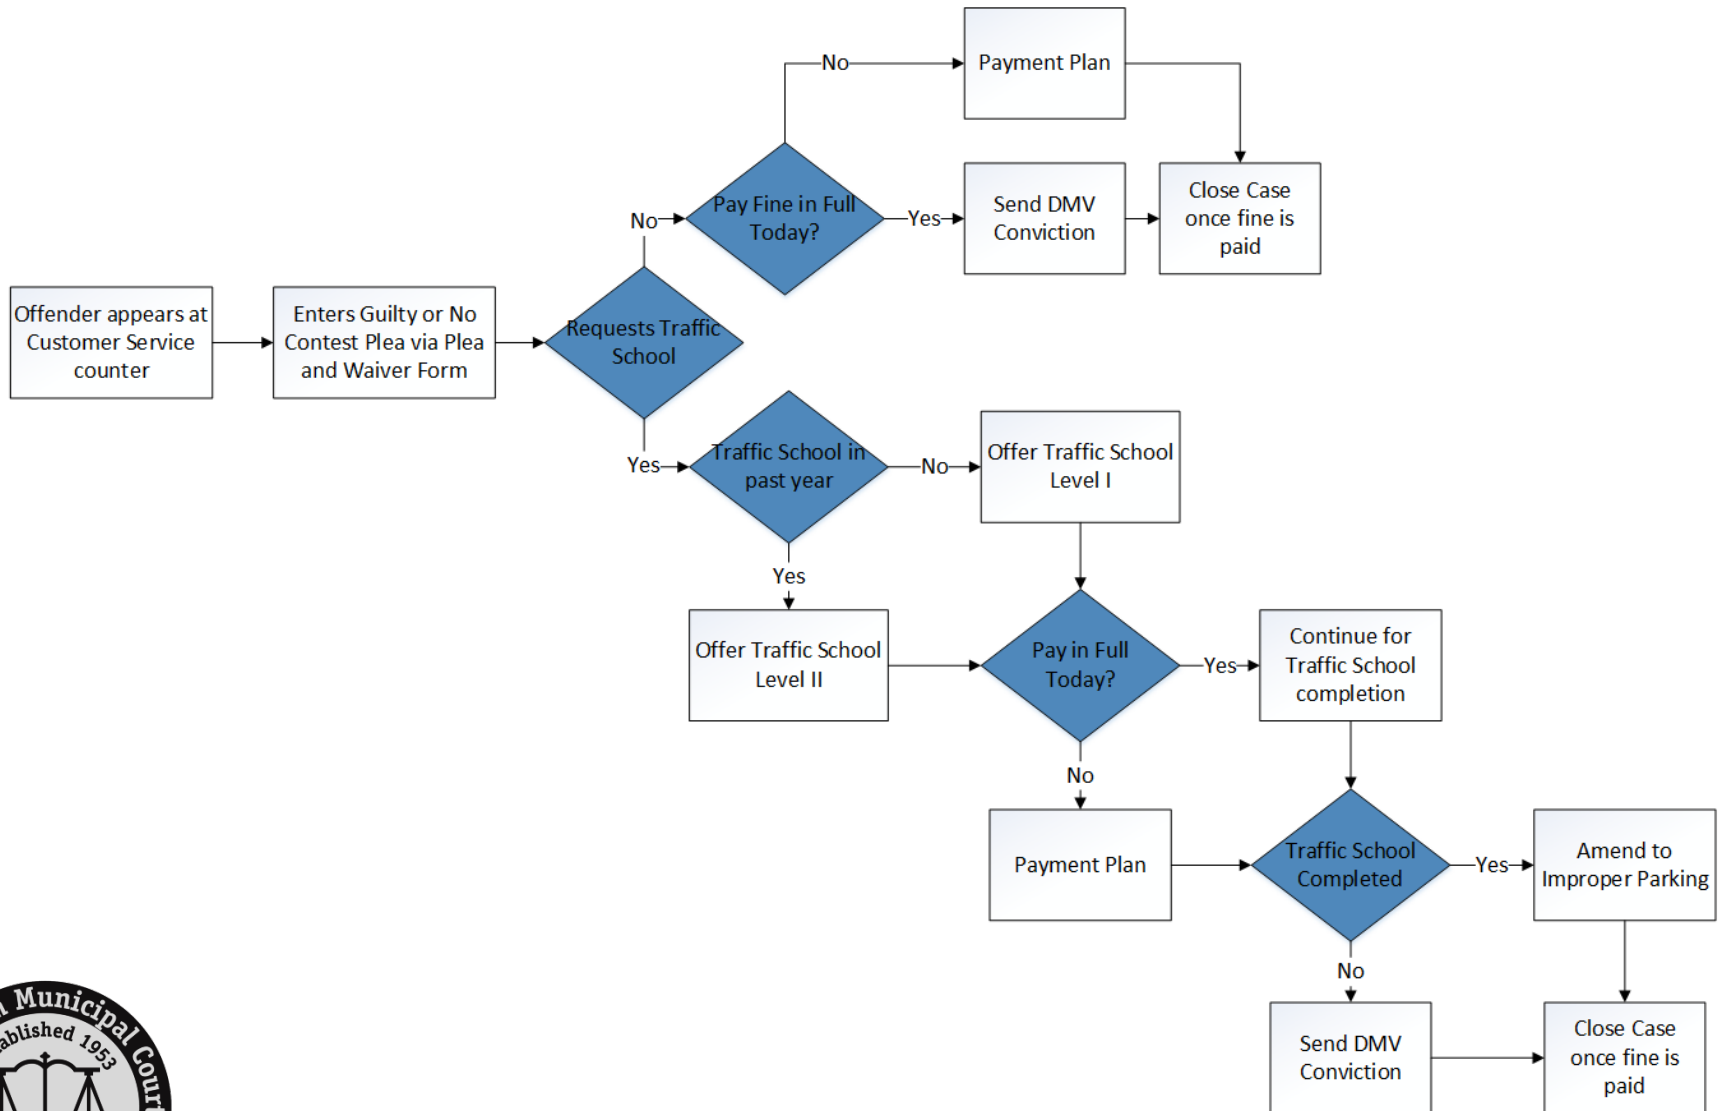 No
Payment Plan
Pay Fine in Full
Today?
Yes
Send DMV
Conviction
Close Case
once fine is
paid
No
Offender appears at
Customer Service
counter
Enters Guilty or No
Contest Plea via Plea
and Waiver Form
Requests Traffic
School
Yes
Traffic School in
past year
No
Offer Traffic School
Level I
Yes
Offer Traffic School
Level II
Pay in Full
Today?
Yes
Continue for
Traffic School
completion
No
Payment Plan
Traffic School
Completed
Yes
Amend to
Improper Parking
No
Send DMV
Conviction
Close Case
once fine is
paid
Municipal Court
1953